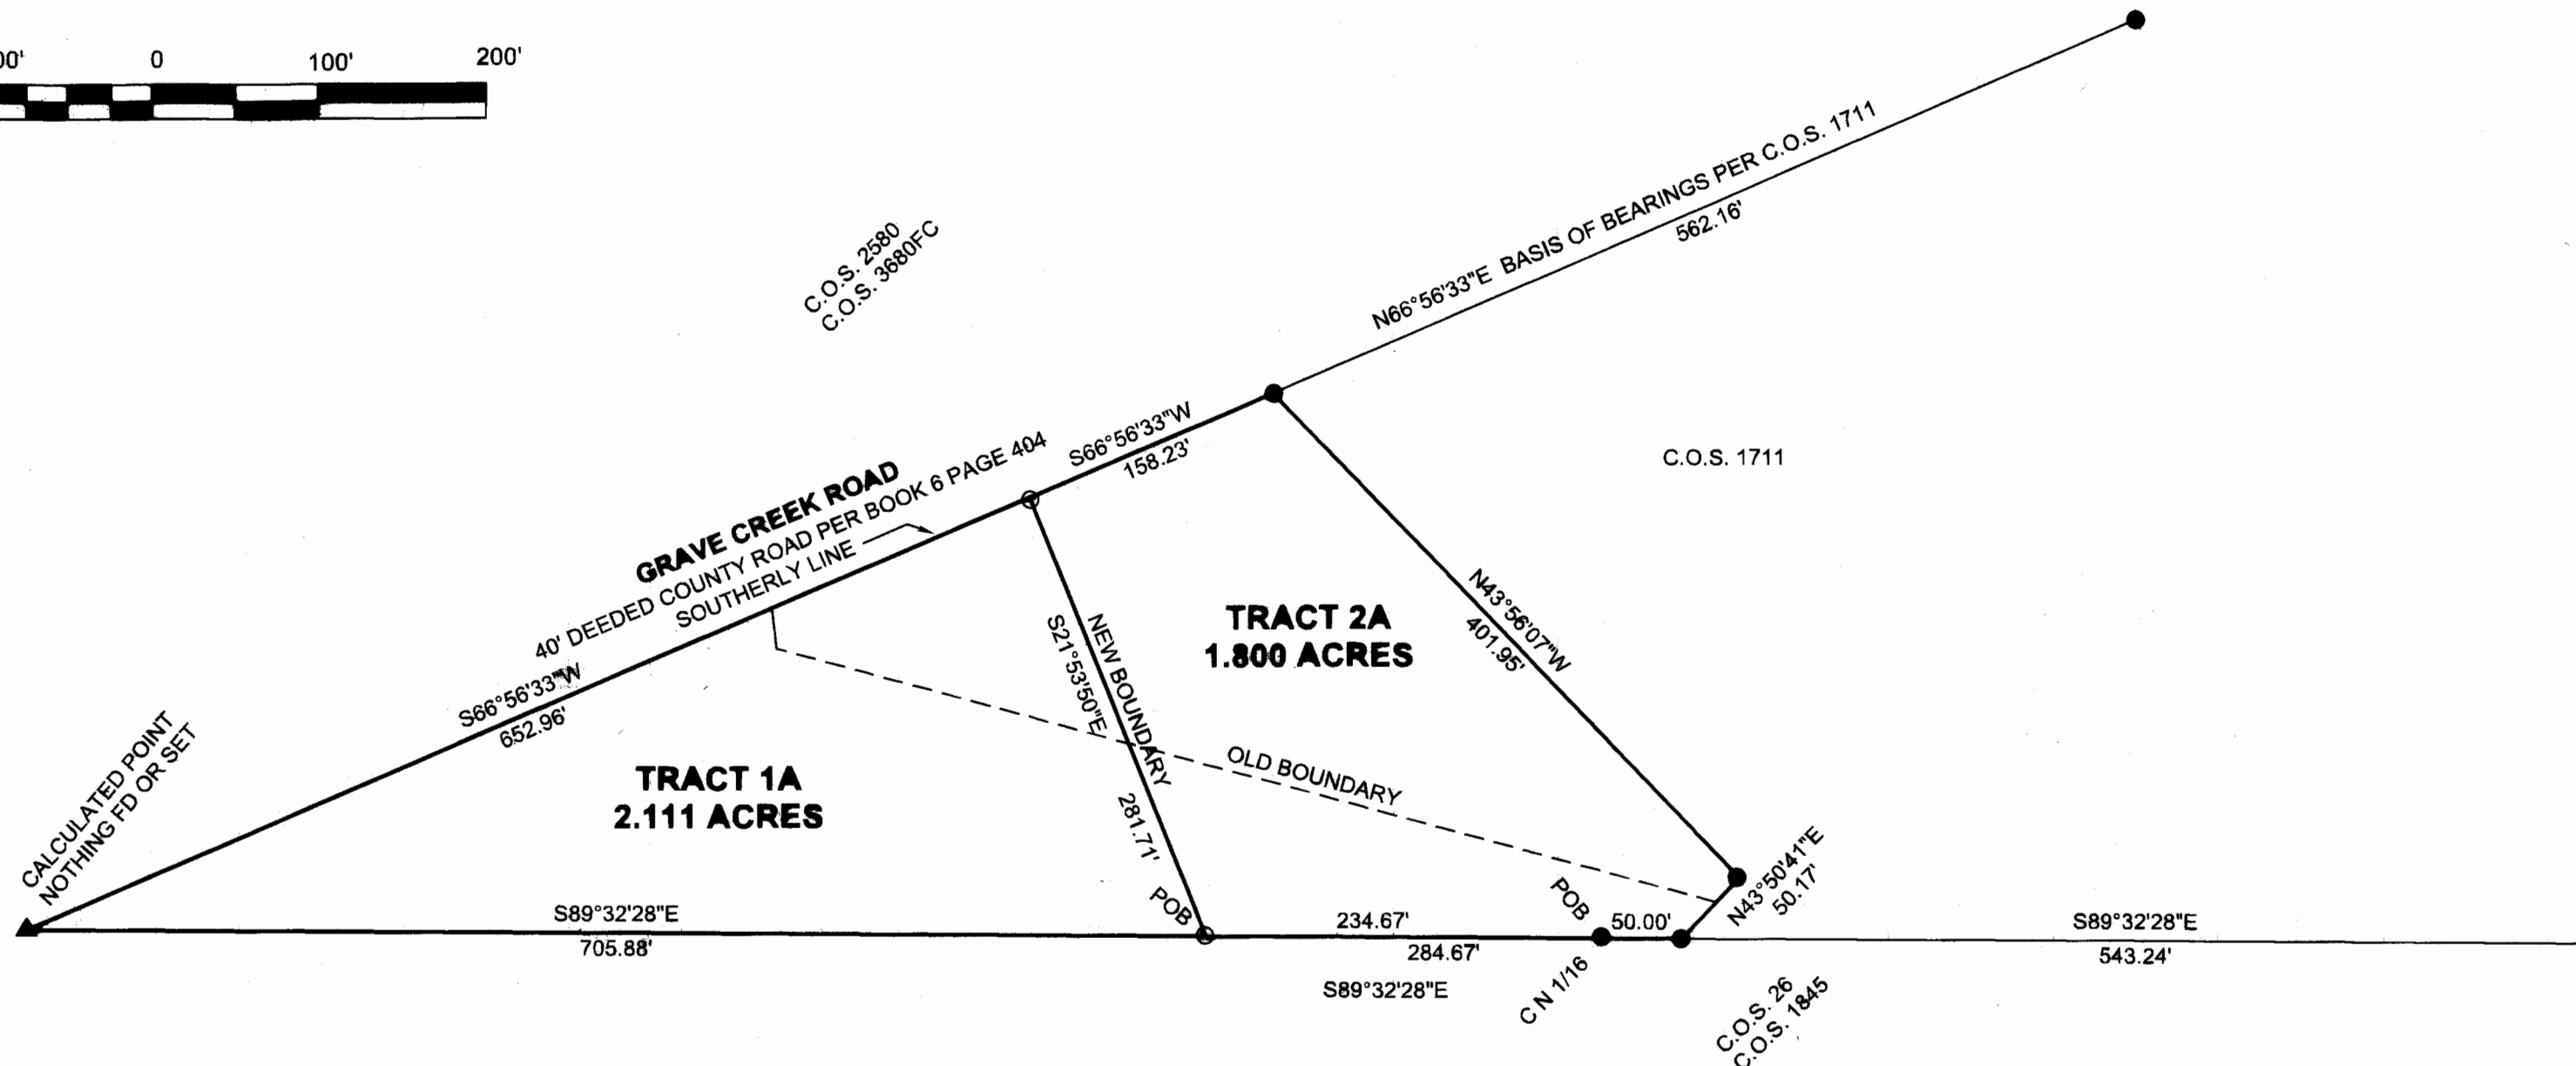 00' 0 100' 200'
N66°56'33"E BASIS OF BEARINGS PER C.O.S. 1711
562.16'
C.O.S. 2580
C.O.S. 3680FC
S66°56'33"W
158.23'
C.O.S. 1711
GRAVE CREEK ROAD
40' DEEDED COUNTY ROAD PER BOOK 6 PAGE 404
SOUTHERLY LINE
N43°56'07"W
401.95'
TRACT 2A
1.800 ACRES
NEW BOUNDARY
S21°53'50"E
281.71'
S66°56'33"W
652.96'
CALCULATED POINT
NOTHING FD OR SET
TRACT 1A
2.111 ACRES
OLD BOUNDARY
N43°50'41"E
50.17'
POB
POB
S89°32'28"E
705.88'
234.67'
50.00'
284.67'
S89°32'28"E
C N 1/16
S89°32'28"E
543.24'
C.O.S. 26
C.O.S. 1845